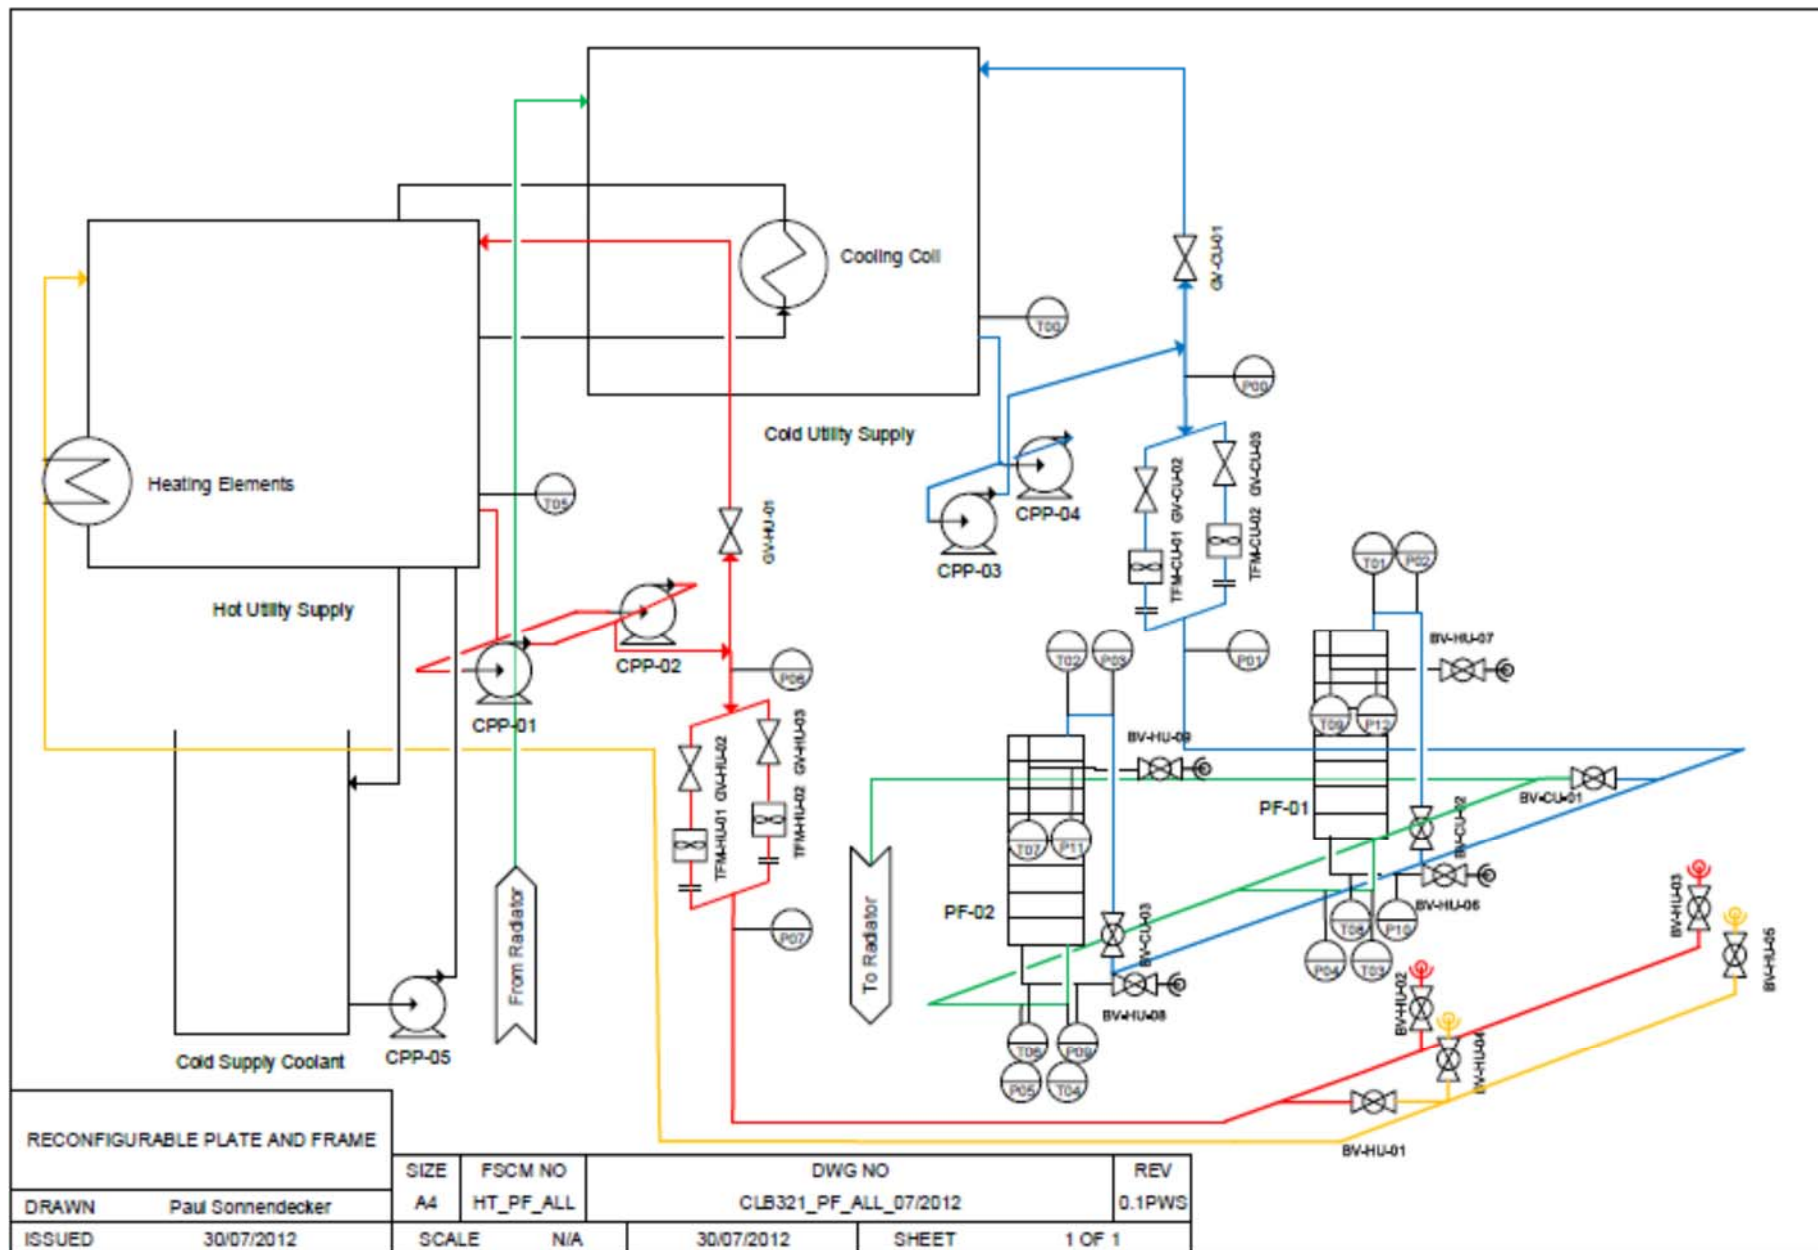 Cooling Coil
GV-CU-01
T00
P00
Cold Utility Supply
Heating Elements
T05
GV-HU-01
CPP-04
CPP-03
GV-CU-02
GV-CU-03
TFM-CU-01
TFM-CU-02
T01
P02
Hot Utility Supply
CPP-02
CPP-01
P06
T02
P03
P01
BV-HU-07
T09
P12
GV-HU-02
GV-HU-03
TFM-HU-01
TFM-HU-02
BV-HU-09
BV-CU-01
PF-01
BV-CU-02
T07
P11
From Radiator
To Radiator
PF-02
P07
BV-CU-03
BV-HU-06
T08
P10
P04
T03
BV-HU-03
BV-HU-05
BV-HU-02
BV-HU-08
BV-HU-04
T06
P09
P05
T04
Cold Supply Coolant
CPP-05
BV-HU-01
RECONFIGURABLE PLATE AND FRAME
SIZE FSCM NO DWG NO REV
A4 HT_PF_ALL CLB321_PF_ALL_07/2012 0.1PWS
DRAWN Paul Sonnendecker
ISSUED 30/07/2012 SCALE N/A 30/07/2012 SHEET 1 OF 1